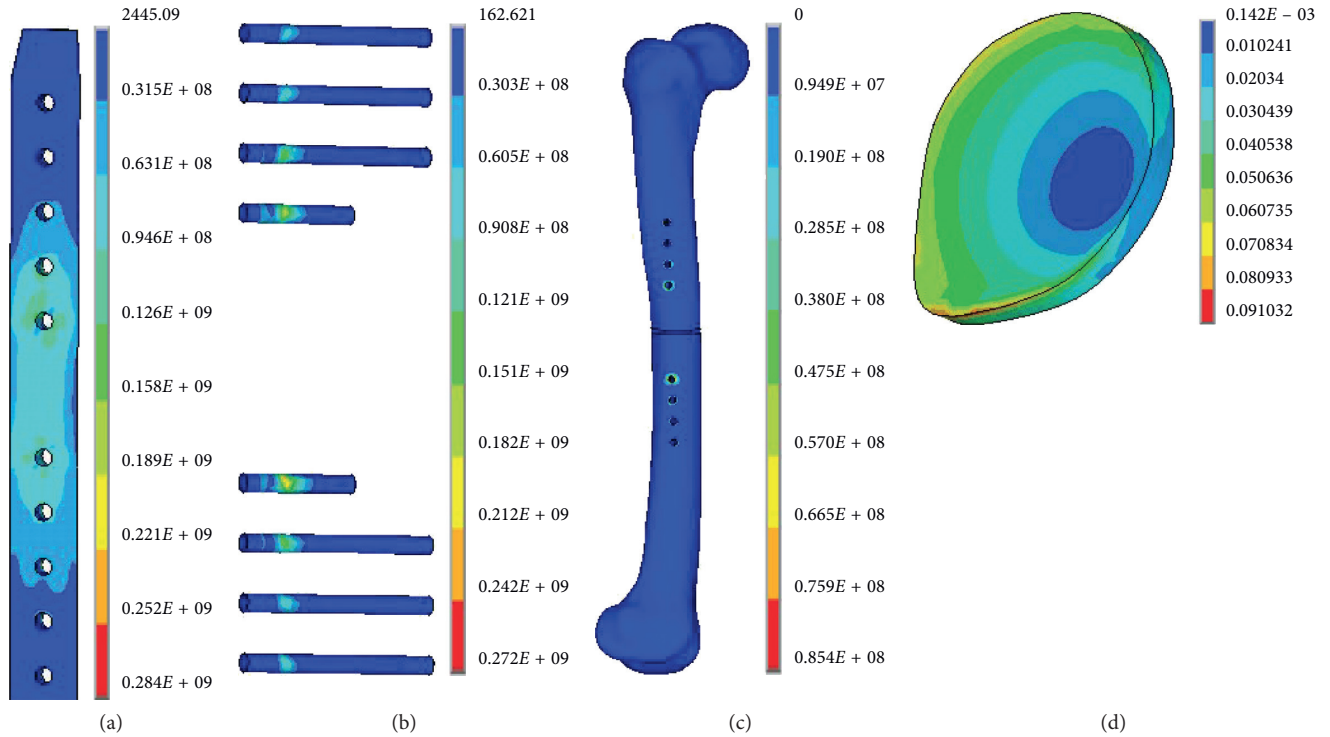 2445.09
0.315E + 08
0.631E + 08
0.946E + 08
0.126E + 09
0.158E + 09
0.189E + 09
0.221E + 09
0.252E + 09
0.284E + 09
(a)
162.621
0.303E + 08
0.605E + 08
0.908E + 08
0.121E + 09
0.151E + 09
0.182E + 09
0.212E + 09
0.242E + 09
0.272E + 09
(b)
0
0.949E + 07
0.190E + 08
0.285E + 08
0.380E + 08
0.475E + 08
0.570E + 08
0.665E + 08
0.759E + 08
0.854E + 08
(c)
0.142E − 03
0.010241
0.02034
0.030439
0.040538
0.050636
0.060735
0.070834
0.080933
0.091032
(d)